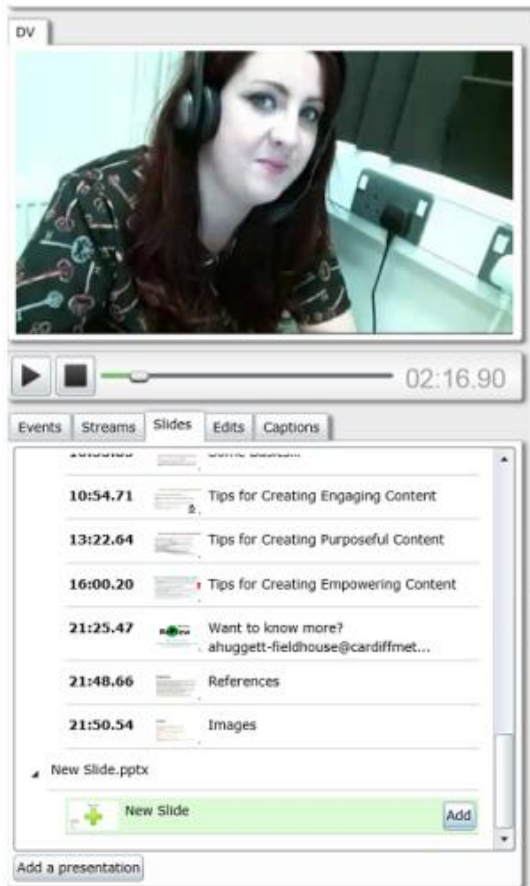 DV
02:16.90
Events Streams Slides Edits Captions
10:54.71 Tips for Creating Engaging Content
13:22.64 Tips for Creating Purposeful Content
16:00.20 Tips for Creating Empowering Content
21:25.47 Want to know more?
ahuggett-fieldhouse@cardiffmet...
21:48.66 References
21:50.54 Images
New Slide.pptx
New Slide Add
Add a presentation